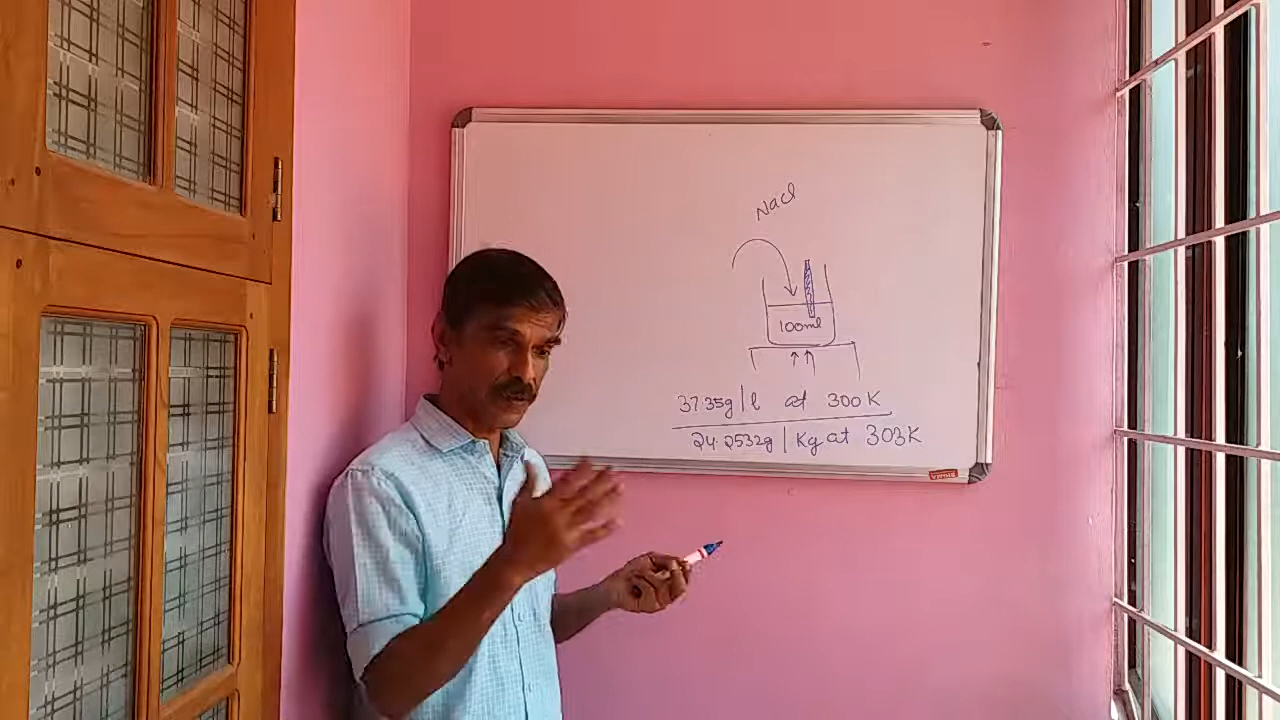 NaCl
100ml
37.35g|l at 300K
24.2532g | Kg at 303K